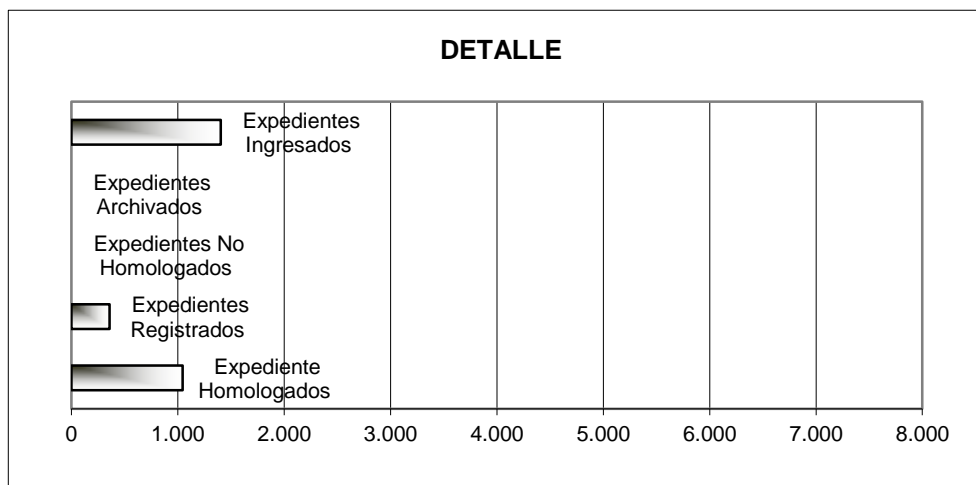 DETALLE
Expedientes
Ingresados
Expedientes
Archivados
Expedientes No
Homologados
Expedientes
Registrados
Expediente
Homologados
0 1.000 2.000 3.000 4.000 5.000 6.000 7.000 8.000